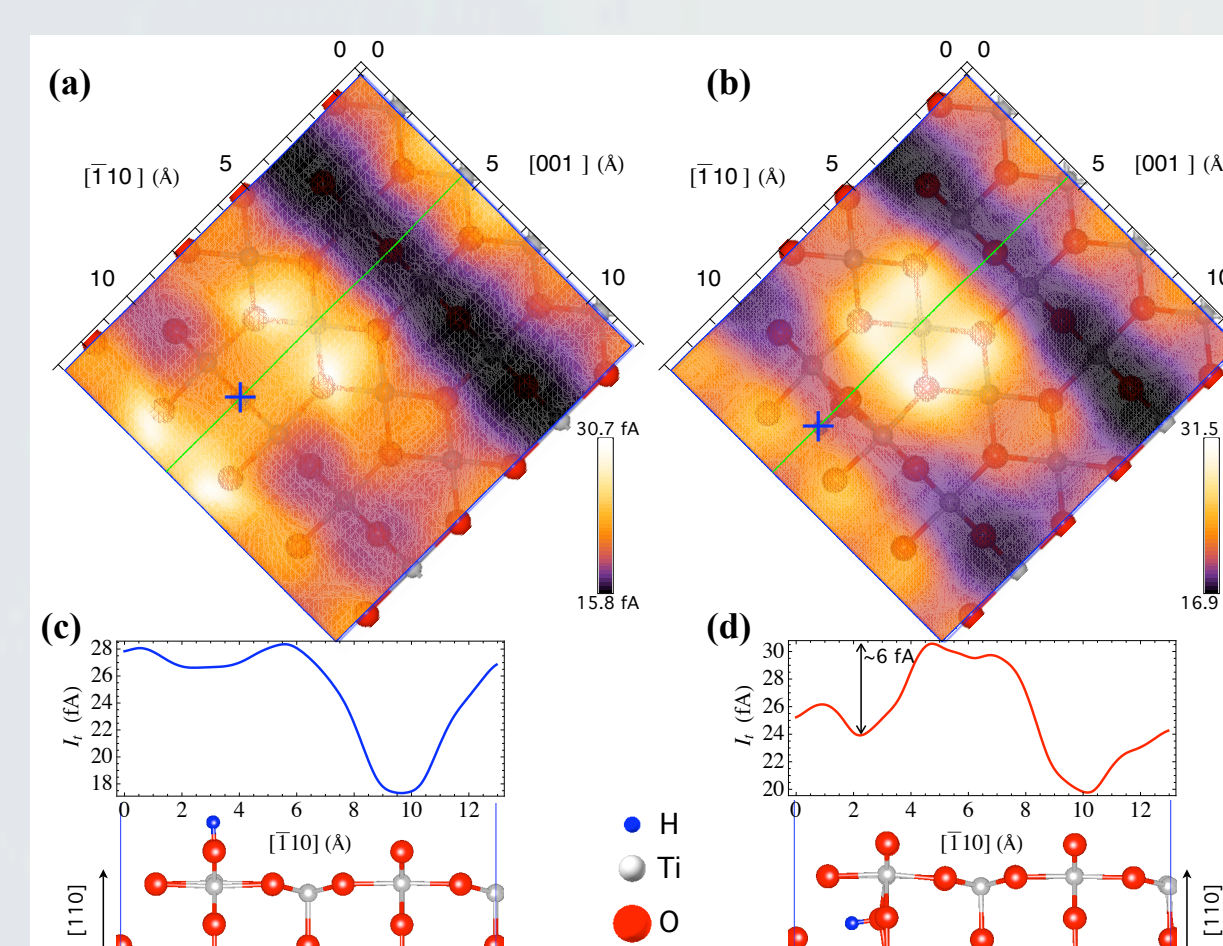 (a)
0 0
5
[1̅10] (Å)
5
[001] (Å)
10
10
30.7 fA
15.8 fA
(b)
0 0
5
[1̅10] (Å)
5
[001] (Å
10
10
31.5
16.9
(c)
28
26
24
22
20
18
I_t (fA)
0 2 4 6 8 10 12
[1̅10] (Å)
[110]
H
Ti
O
(d)
~6 fA
30
28
26
24
22
20
I_t (fA)
0 2 4 6 8 10 12
[1̅10] (Å)
[110]